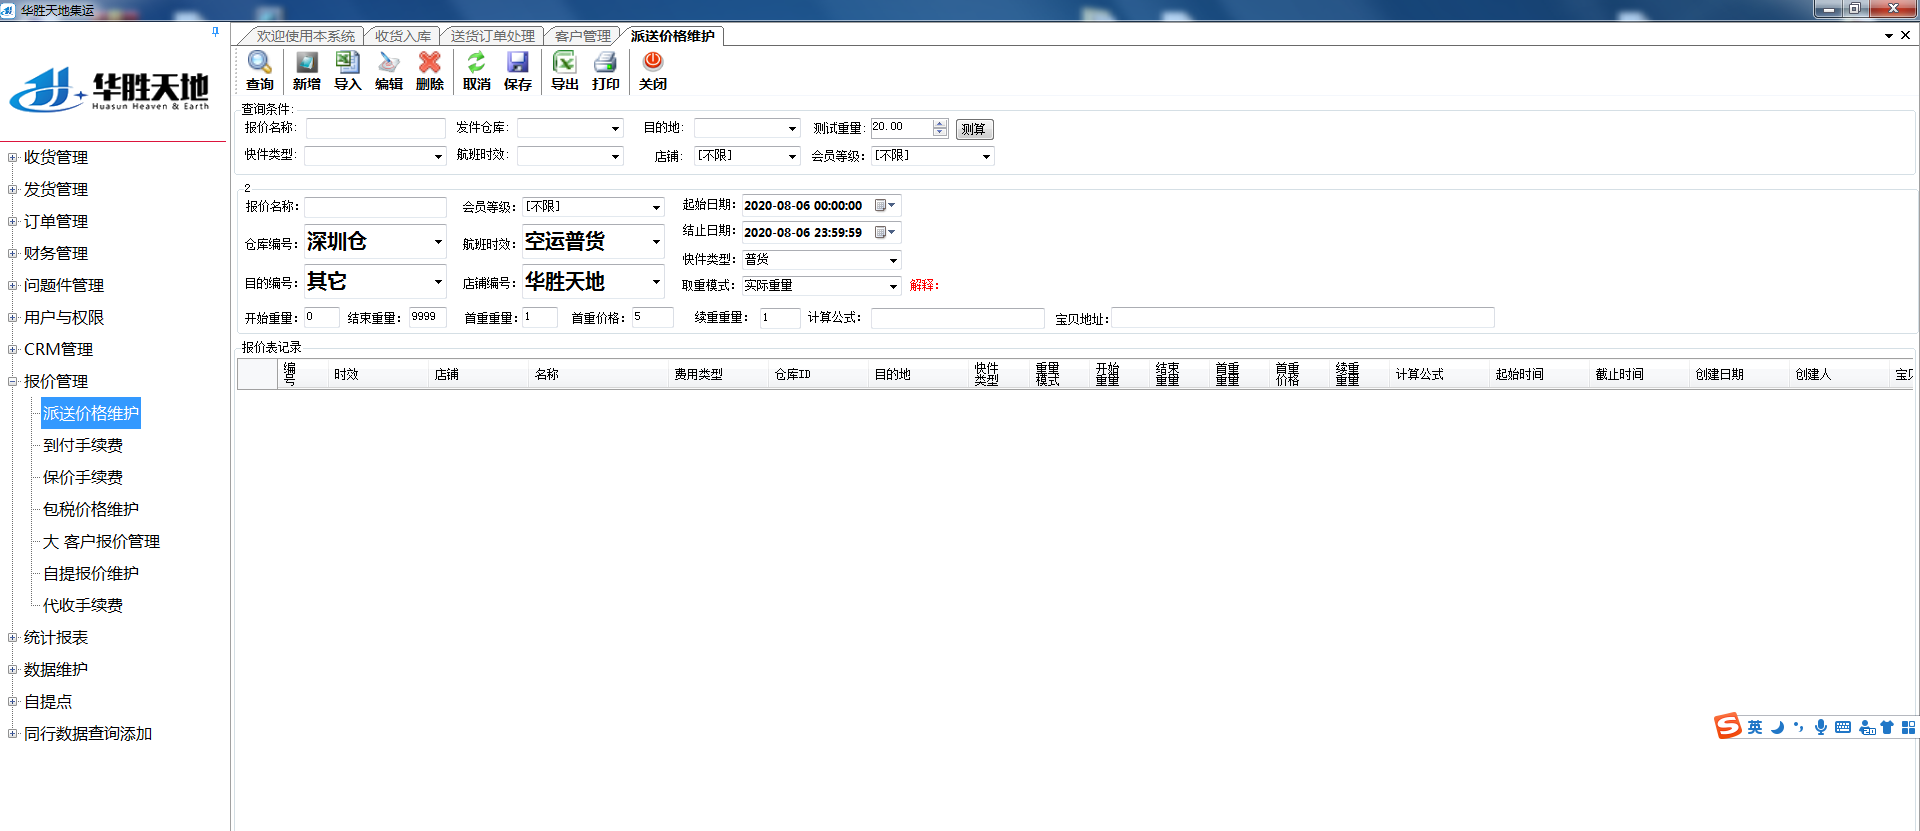 华胜天地集运
华胜天地
Huasun Heaven & Earth
收货管理
发货管理
订单管理
财务管理
问题件管理
用户与权限
CRM管理
报价管理
派送价格维护
到付手续费
保价手续费
包税价格维护
大 客户报价管理
自提报价维护
代收手续费
统计报表
数据维护
自提点
同行数据查询添加
欢迎使用本系统 收货入库 送货订单处理 客户管理 派送价格维护
查询 新增 导入 编辑 删除 取消 保存 导出 打印 关闭
查询条件:
报价名称: 发件仓库: 目的地: 测试重量: 20.00 测算
快件类型: 航班时效: 店铺: [不限] 会员等级: [不限]
2
报价名称: 会员等级: [不限] 起始日期: 2020-08-06 00:00:00
结止日期: 2020-08-06 23:59:59
仓库编号: 深圳仓 航班时效: 空运普货
快件类型: 普货
目的编号: 其它 店铺编号: 华胜天地 取重模式: 实际重量 解释:
开始重量: 0 结束重量: 9999 首重重量: 1 首重价格: 5 续重重量: 1 计算公式: 宝贝地址:
报价表记录
编号 时效 店铺 名称 费用类型 仓库ID 目的地 快件类型 重量模式 开始重量 结束重量 首重重量 首重价格 续重重量 计算公式 起始时间 截止时间 创建日期 创建人 宝
英